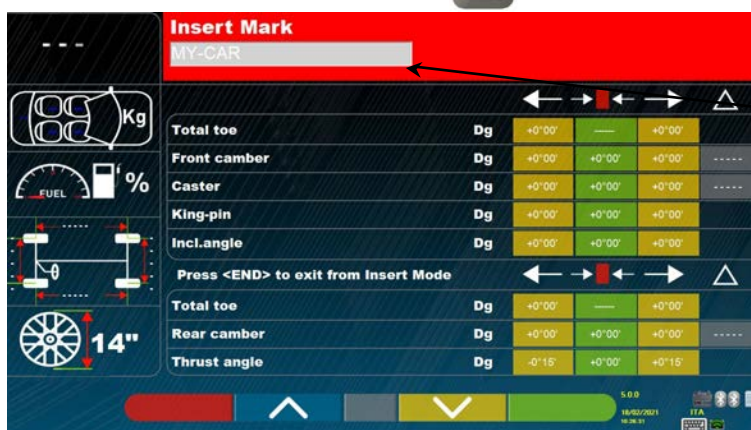 - - -
Insert Mark
MY-CAR
Kg
Total toe Dg +0°00' ---- +0°00'
Front camber Dg +0°00' +0°00' +0°00' -----
FUEL %
Caster Dg +0°00' +0°00' +0°00' -----
King-pin Dg +0°00' +0°00' +0°00'
Incl.angle Dg +0°00' +0°00' +0°00'
Press <END> to exit from Insert Mode
Total toe Dg +0°00' ---- +0°00'
Rear camber Dg +0°00' +0°00' +0°00' -----
14"
Thrust angle Dg -0°15' +0°00' +0°15'
5.0.0
18/02/2021 ITA